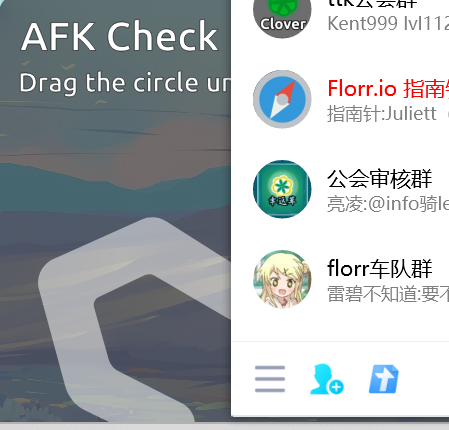 AFK Check
Drag the circle
Clover
Kent999 lvl112
Florr.io 指南
指南针:Juliett
公会审核群
亮凌:@info骑le
florr车队群
雷碧不知道:要不